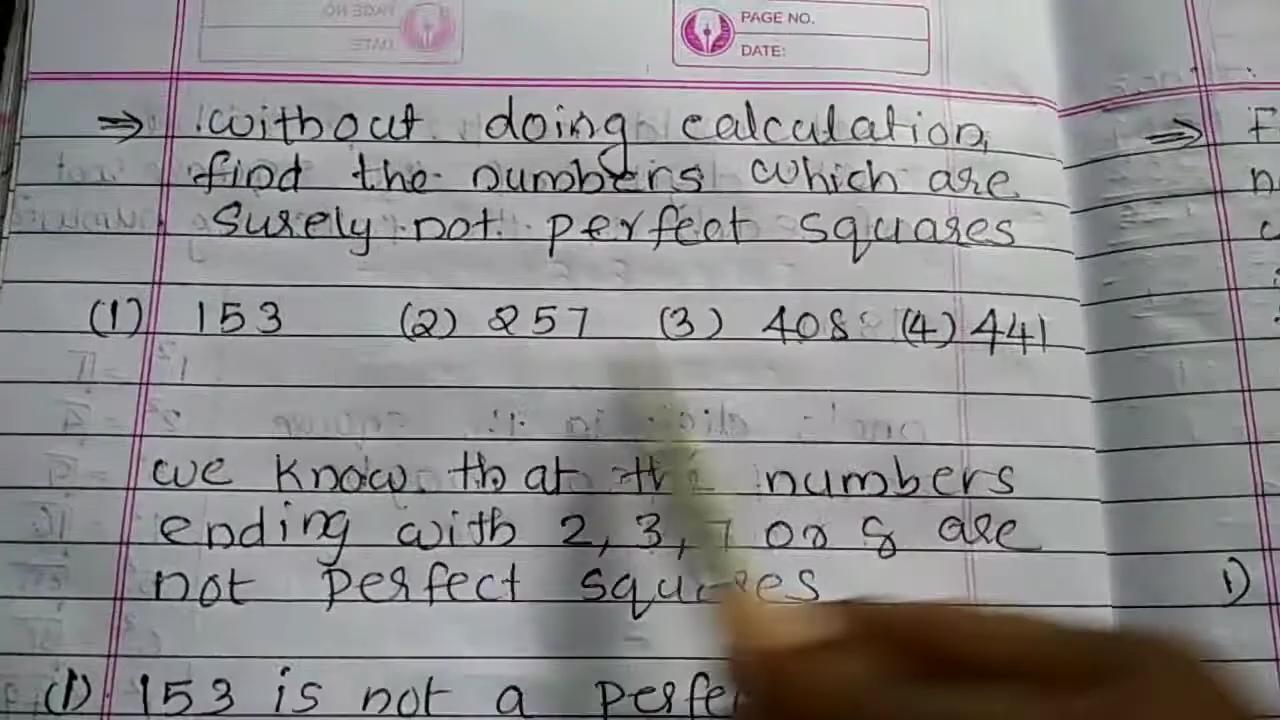 PAGE NO.
DATE:
⇒ without doing calculation,
find the numbers which are
surely not perfect squares
(1) 153 (2) 257 (3) 408 (4) 441
we know that the numbers
ending with 2, 3, 7 or 8 are
not perfect squares
(1) 153 is not a
⇒
1)